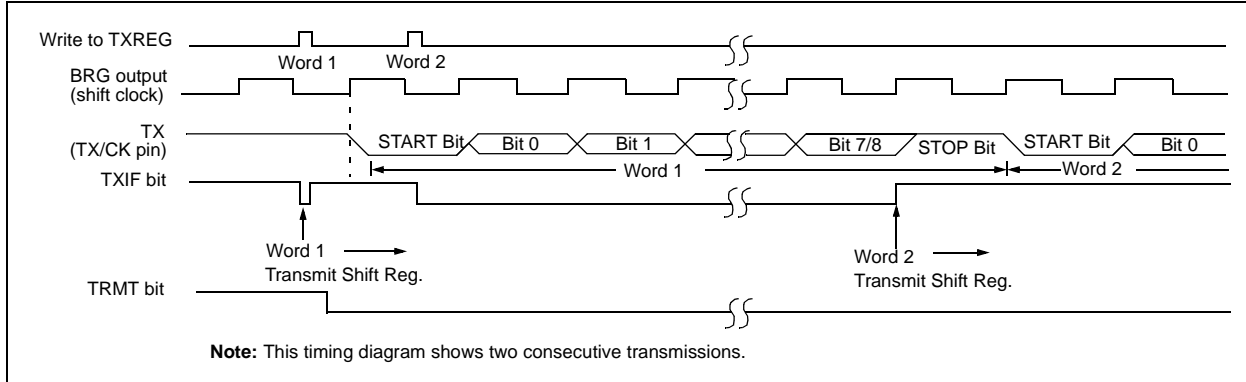 Write to TXREG
Word 1
Word 2
BRG output
(shift clock)
TX
(TX/CK pin)
START Bit
Bit 0
Bit 1
Bit 7/8
STOP Bit
START Bit
Bit 0
Word 1
Word 2
TXIF bit
Word 1
Transmit Shift Reg.
Word 2
Transmit Shift Reg.
TRMT bit
Note: This timing diagram shows two consecutive transmissions.